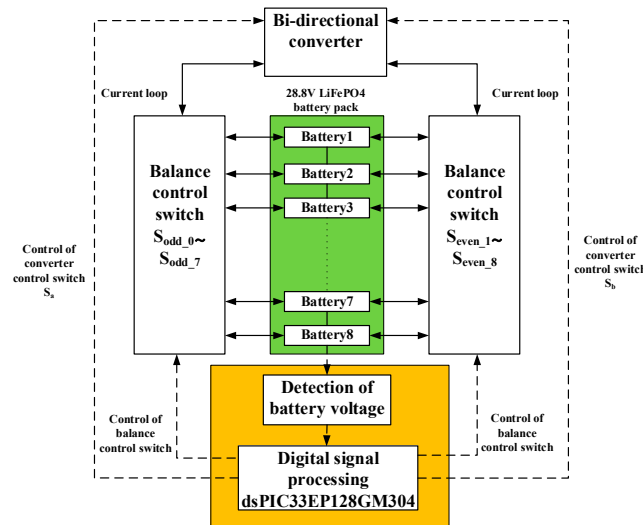 Bi-directional
converter
Current loop
28.8V LiFePO4
battery pack
Current loop
Battery1
Battery2
Battery3
Battery7
Battery8
Balance
control
switch
Sodd_0~
Sodd_7
Balance
control
switch
Seven_1~
Seven_8
Control of
converter
control switch
Sa
Control of
converter
control switch
Sb
Detection of
battery voltage
Control of
balance
control switch
Control of
balance
control switch
Digital signal
processing
dsPIC33EP128GM304